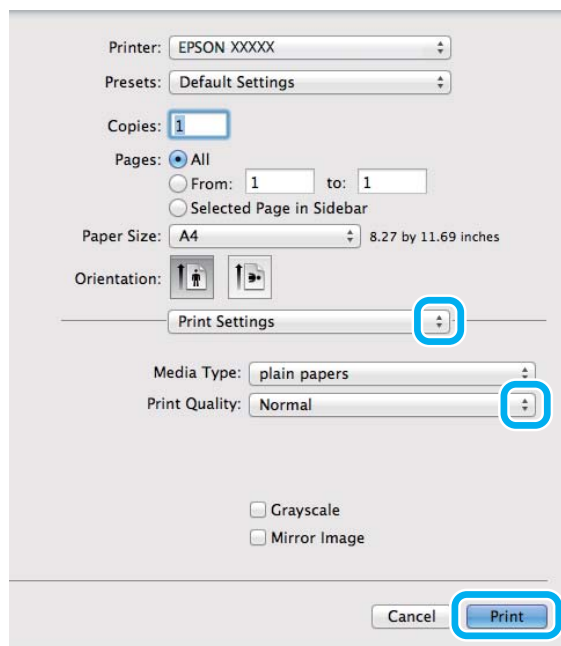 Printer: EPSON XXXXX
Presets: Default Settings
Copies: 1
Pages: All
From: 1 to: 1
Selected Page in Sidebar
Paper Size: A4 8.27 by 11.69 inches
Orientation:
Print Settings
Media Type: plain papers
Print Quality: Normal
Grayscale
Mirror Image
Cancel Print